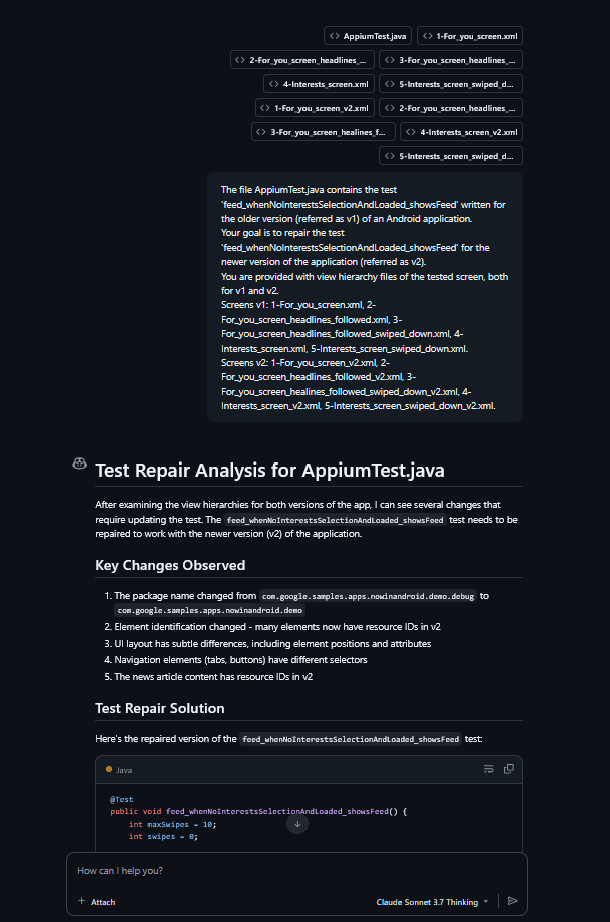 AppiumTest.java
1-For_you_screen.xml
2-For_you_screen_headlines_...
3-For_you_screen_headlines_...
4-Interests_screen.xml
5-Interests_screen_swiped_d...
1-For_you_screen_v2.xml
2-For_you_screen_headlines_...
3-For_you_screen_healines_f...
4-Interests_screen_v2.xml
5-Interests_screen_swiped_d...
The file AppiumTest.java contains the test
'feed_whenNoInterestsSelectionAndLoaded_showsFeed' written for
the older version (referred as v1) of an Android application.
Your goal is to repair the test
'feed_whenNoInterestsSelectionAndLoaded_showsFeed' for the
newer version of the application (referred as v2).
You are provided with view hierarchy files of the tested screen, both
for v1 and v2.
Screens v1: 1-For_you_screen.xml, 2-
For_you_screen_headlines_followed.xml, 3-
For_you_screen_headlines_followed_swiped_down.xml, 4-
Interests_screen.xml, 5-Interests_screen_swiped_down.xml.
Screens v2: 1-For_you_screen_v2.xml, 2-
For_you_screen_headlines_followed_v2.xml, 3-
For_you_screen_healines_followed_swiped_down_v2.xml, 4-
Interests_screen_v2.xml, 5-Interests_screen_swiped_down_v2.xml.
Test Repair Analysis for AppiumTest.java
After examining the view hierarchies for both versions of the app, I can see several changes that
require updating the test. The feed_whenNoInterestsSelectionAndLoaded_showsFeed test needs to be
repaired to work with the newer version (v2) of the application.
Key Changes Observed
1. The package name changed from com.google.samples.apps.nowinandroid.demo.debug to
com.google.samples.apps.nowinandroid.demo
2. Element identification changed - many elements now have resource IDs in v2
3. UI layout has subtle differences, including element positions and attributes
4. Navigation elements (tabs, buttons) have different selectors
5. The news article content has resource IDs in v2
Test Repair Solution
Here's the repaired version of the feed_whenNoInterestsSelectionAndLoaded_showsFeed test:
Java
@Test
public void feed_whenNoInterestsSelectionAndLoaded_showsFeed() {
int maxSwipes = 10;
int swipes = 0;
How can I help you?
Attach
Claude Sonnet 3.7 Thinking